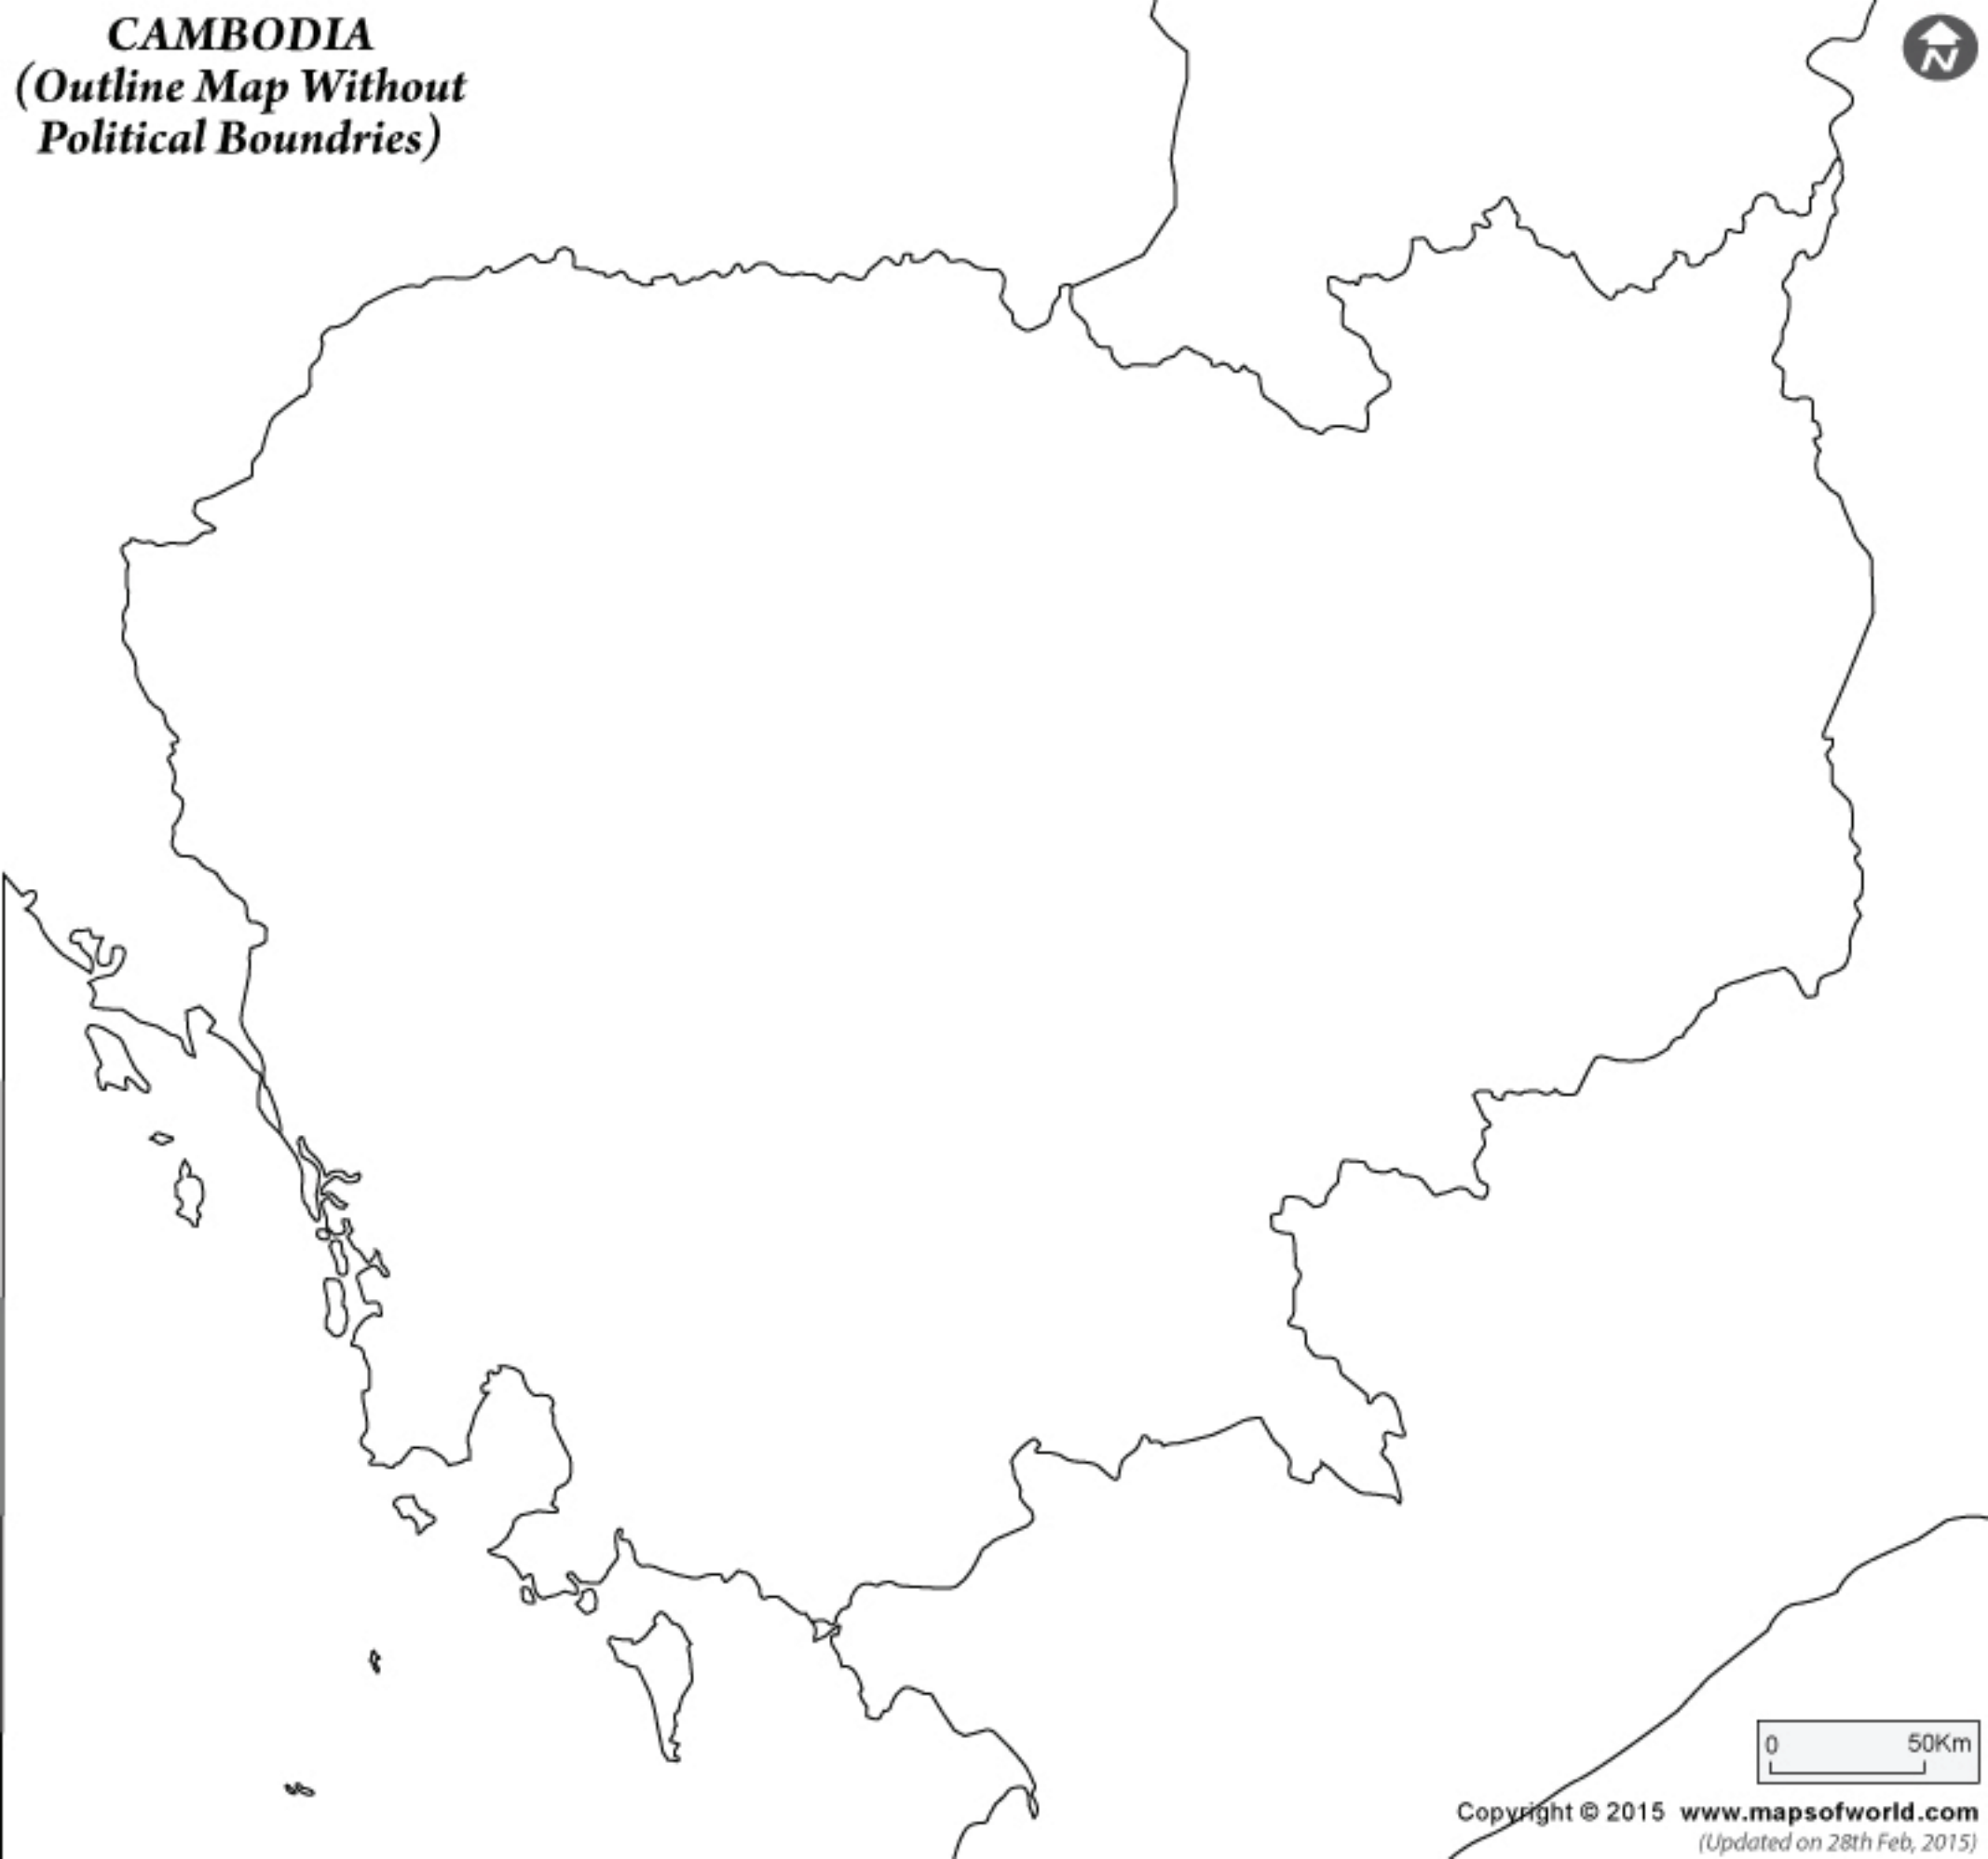 CAMBODIA
(Outline Map Without
Political Boundries)
N
0 50Km
Copyright © 2015 www.mapsofworld.com
(Updated on 28th Feb, 2015)